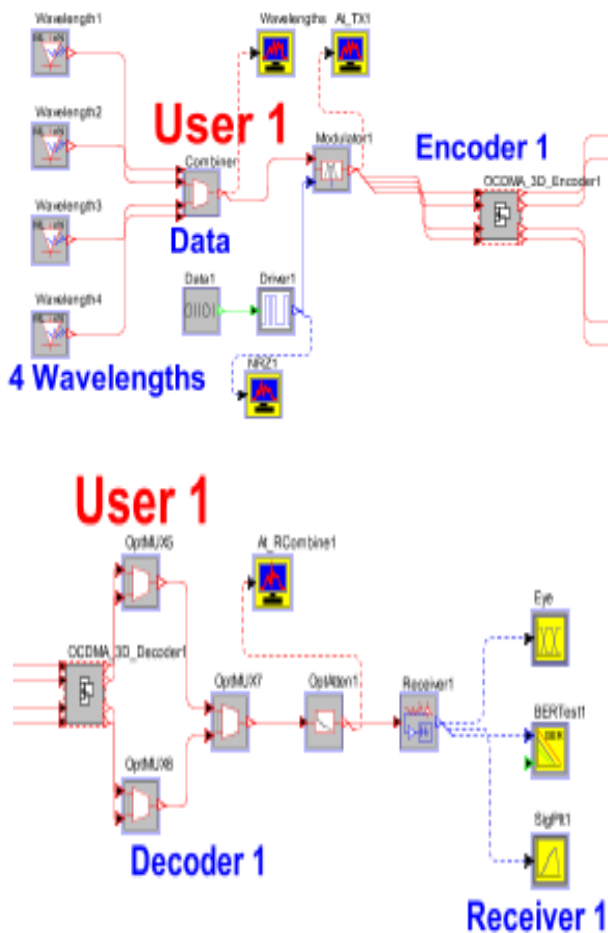 Wavelength1
Wavelengths
At_TX1
Wavelength2
User 1
Modulator1
Encoder 1
Combiner
OCDMA_3D_Encoder1
Wavelength3
Data
Data1
Driver1
01101
Wavelength4
4 Wavelengths
NRZ1
User 1
OptMUX5
At_RCombine1
Eye
OCDMA_3D_Decoder1
OptMUX7
OptAtten1
Receiver1
BERTest1
OptMUX8
SigPlt1
Decoder 1
Receiver 1